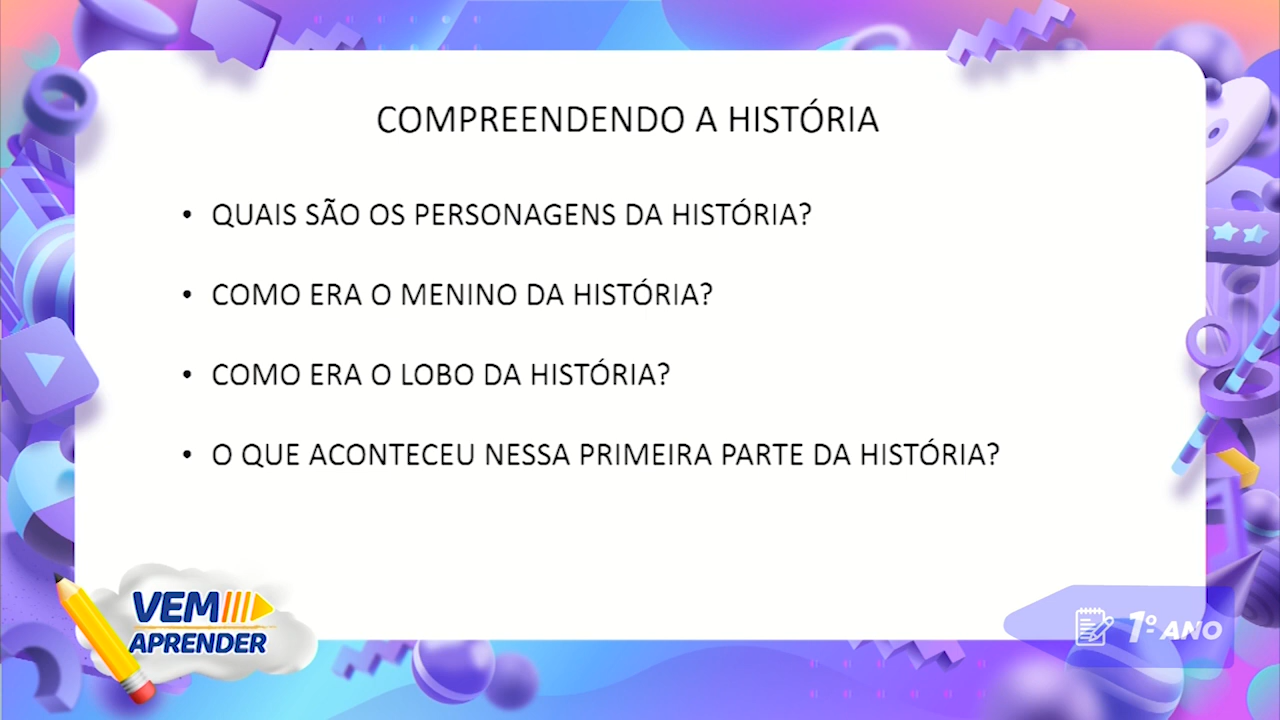 COMPREENDENDO A HISTÓRIA
• QUAIS SÃO OS PERSONAGENS DA HISTÓRIA?
• COMO ERA O MENINO DA HISTÓRIA?
• COMO ERA O LOBO DA HISTÓRIA?
• O QUE ACONTECEU NESSA PRIMEIRA PARTE DA HISTÓRIA?
VEM
APRENDER
1º ANO